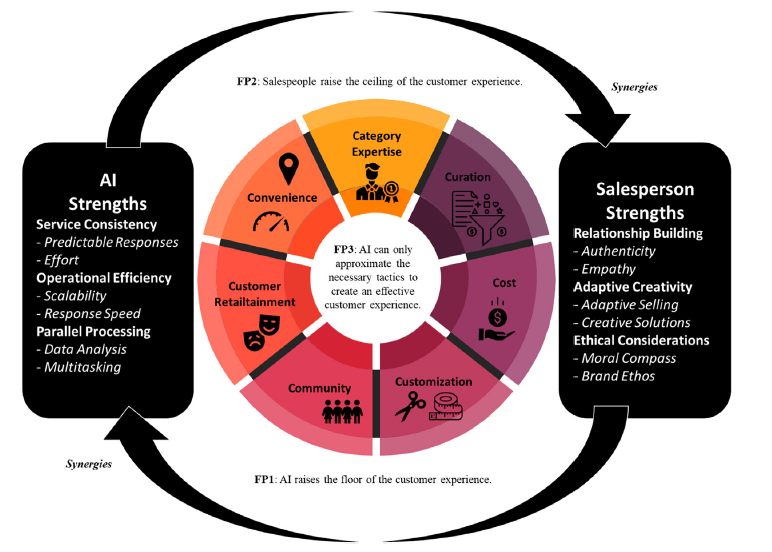 FP2: Salespeople raise the ceiling of the customer experience.
Synergies
AI
Strengths
Service Consistency
- Predictable Responses
- Effort
Operational Efficiency
- Scalability
- Response Speed
Parallel Processing
- Data Analysis
- Multitasking
Category
Expertise
Curation
Cost
Customization
Community
Customer
Retailtainment
Convenience
FP3: AI can only
approximate the
necessary tactics to
create an effective
customer experience.
Salesperson
Strengths
Relationship Building
- Authenticity
- Empathy
Adaptive Creativity
- Adaptive Selling
- Creative Solutions
Ethical Considerations
- Moral Compass
- Brand Ethos
Synergies
FP1: AI raises the floor of the customer experience.